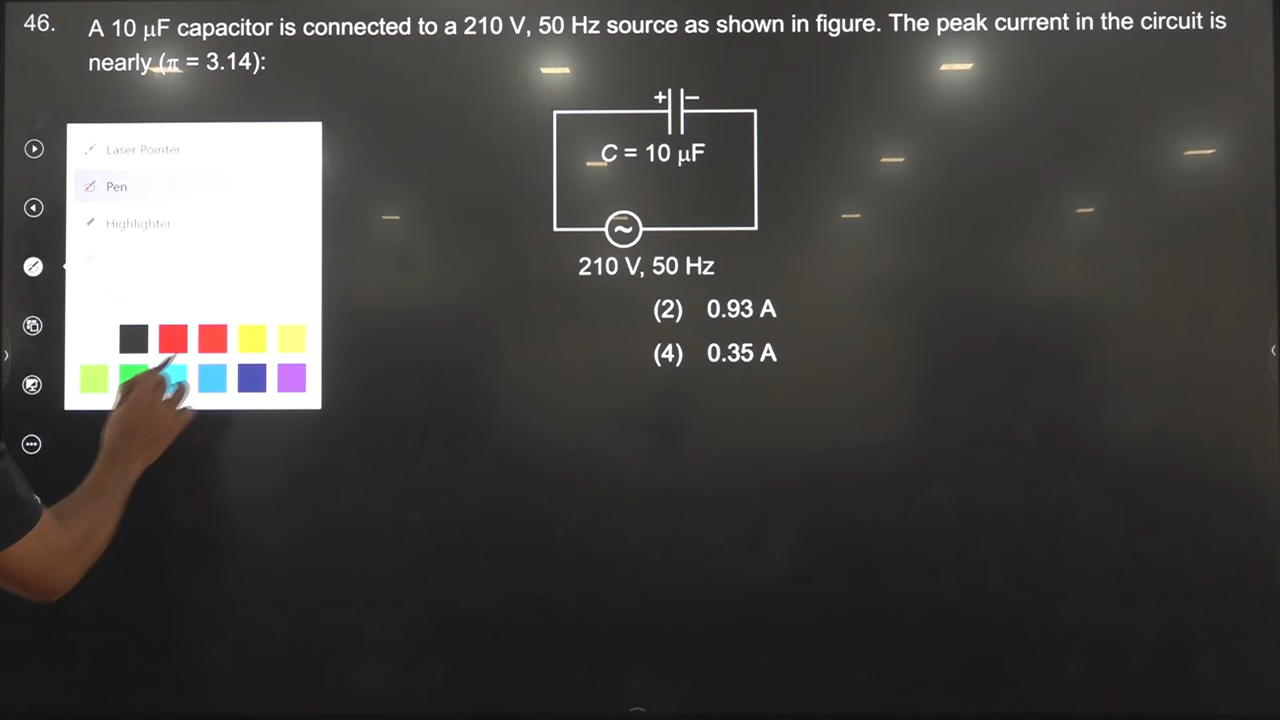 46. A 10 μF capacitor is connected to a 210 V, 50 Hz source as shown in figure. The peak current in the circuit is
nearly (π = 3.14):
Laser Pointer
Pen
Highlighter
+ –
C = 10 μF
~
210 V, 50 Hz
(2) 0.93 A
(4) 0.35 A